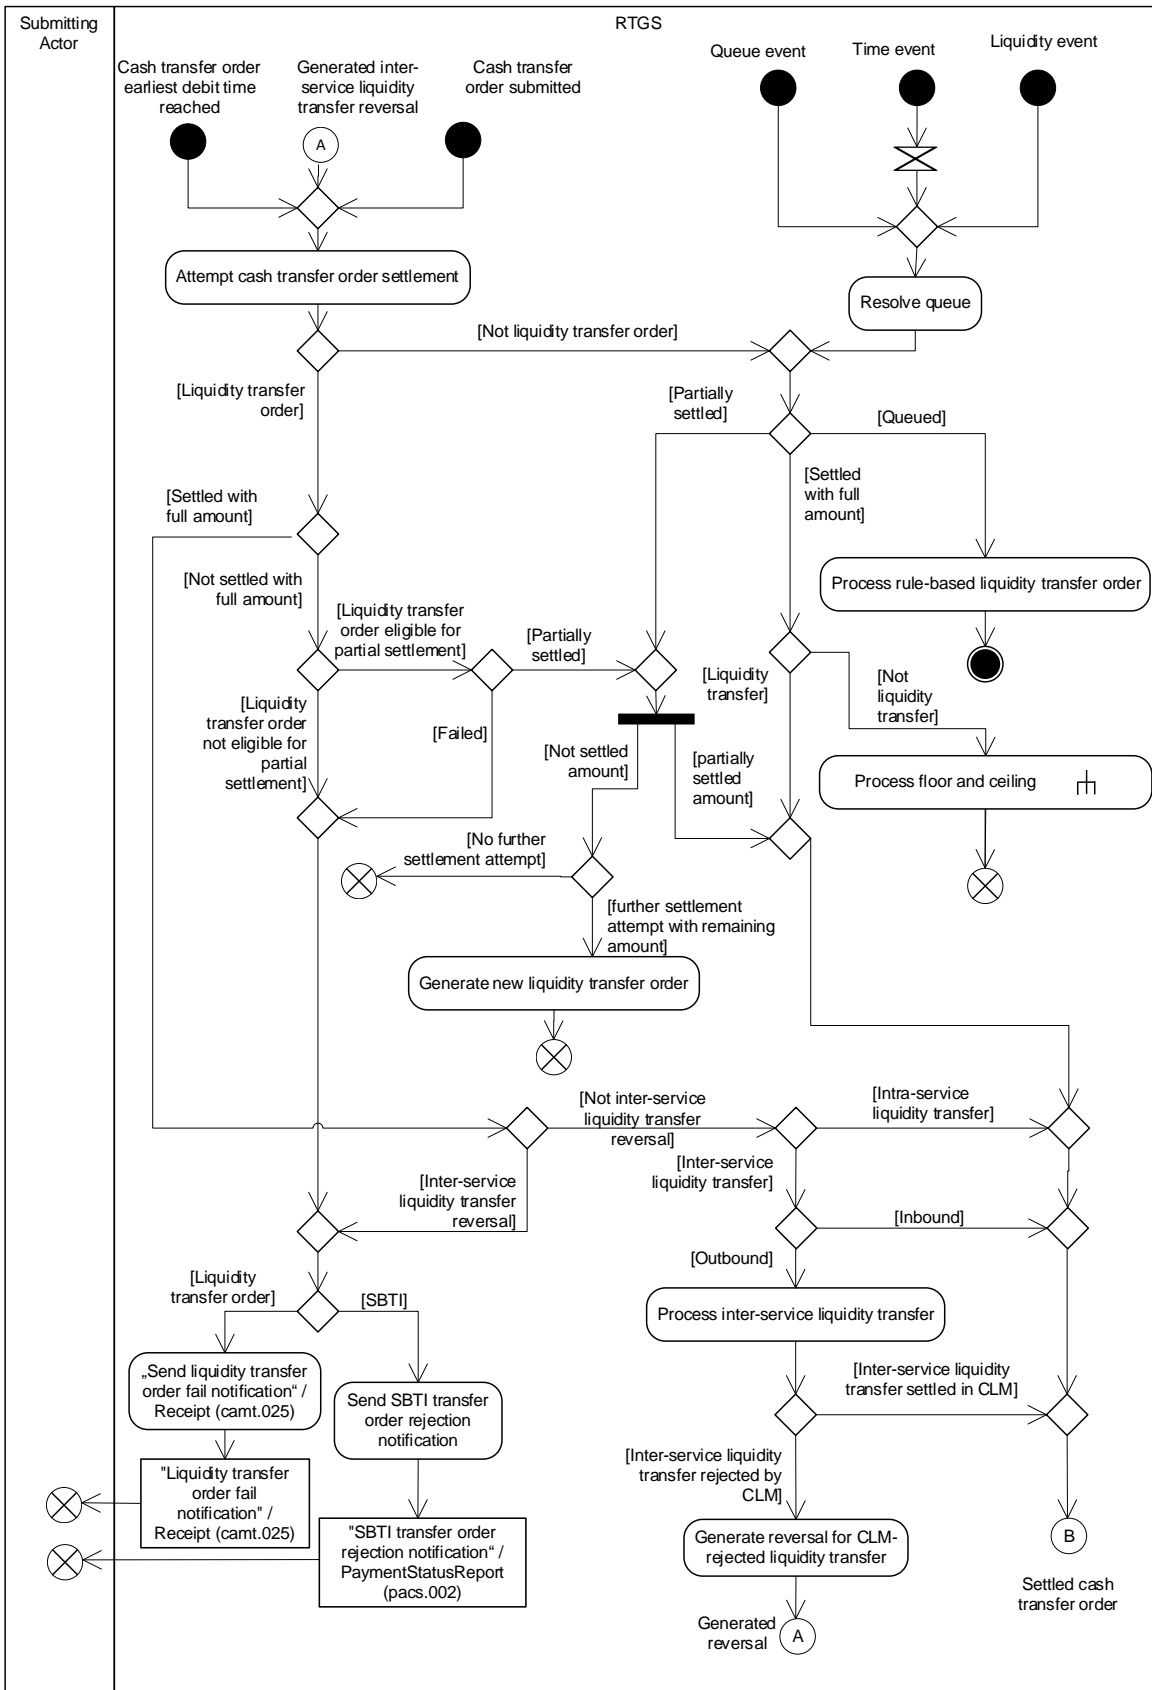 Submitting
Actor
RTGS
Cash transfer order
earliest debit time
reached
Generated inter-
service liquidity
transfer reversal
Cash transfer
order submitted
Queue event
Time event
Liquidity event
A
Attempt cash transfer order settlement
Resolve queue
[Not liquidity transfer order]
[Liquidity transfer
order]
[Partially
settled]
[Queued]
[Settled
with full
amount]
[Settled with
full amount]
[Not settled with
full amount]
Process rule-based liquidity transfer order
[Liquidity transfer
order eligible for
partial settlement]
[Partially
settled]
[Liquidity
transfer]
[Not
liquidity
transfer]
[Liquidity
transfer order
not eligible for
partial
settlement]
[Failed]
[Not settled
amount]
[partially
settled
amount]
Process floor and ceiling
[No further
settlement attempt]
[further settlement
attempt with remaining
amount]
Generate new liquidity transfer order
[Not inter-service
liquidity transfer
reversal]
[Intra-service
liquidity transfer]
[Inter-service
liquidity transfer
reversal]
[Inter-service
liquidity transfer]
[Inbound]
[Outbound]
[Liquidity
transfer order]
[SBTI]
Process inter-service liquidity transfer
„Send liquidity transfer
order fail notification“ /
Receipt (camt.025)
Send SBTI transfer
order rejection
notification
[Inter-service liquidity
transfer settled in CLM]
[Inter-service liquidity
transfer rejected by
CLM]
"Liquidity transfer
order fail
notification" /
Receipt (camt.025)
"SBTI transfer order
rejection notification“ /
PaymentStatusReport
(pacs.002)
Generate reversal for CLM-
rejected liquidity transfer
B
Settled cash
transfer order
Generated
reversal
A